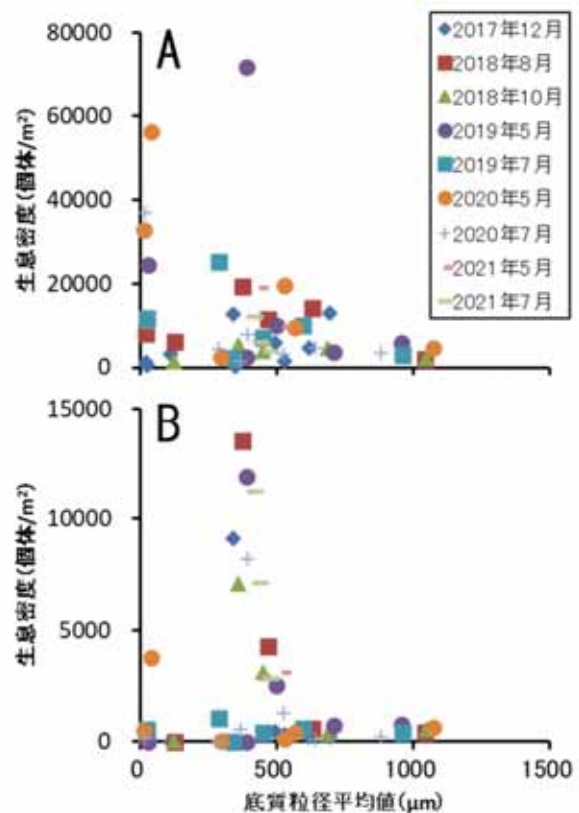 A
生息密度(個体/m²)
80000
60000
40000
20000
0
2017年12月
2018年8月
2018年10月
2019年5月
2019年7月
2020年5月
2020年7月
2021年5月
2021年7月
B
生息密度(個体/m²)
15000
10000
5000
0
0 500 1000 1500
底質粒径平均値(μm)